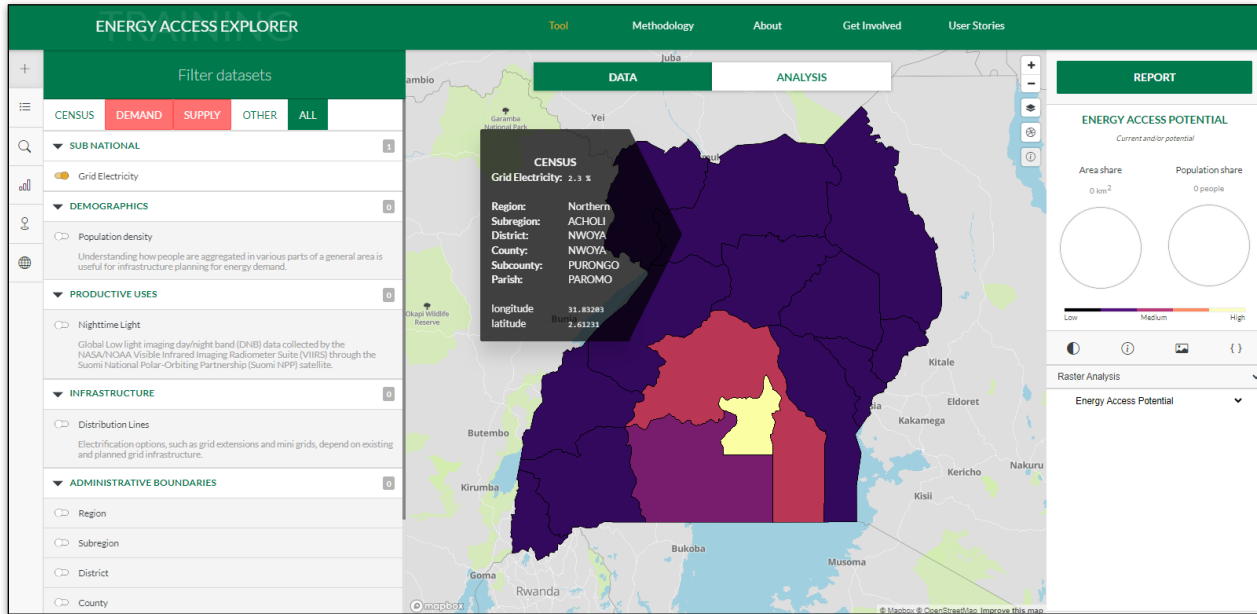 TRAINING
ENERGY ACCESS EXPLORER
Tool
Methodology
About
Get Involved
User Stories
Filter datasets
CENSUS
DEMAND
SUPPLY
OTHER
ALL
SUB NATIONAL
1
Grid Electricity
DEMOGRAPHICS
0
Population density
Understanding how people are aggregated in various parts of a general area is
useful for infrastructure planning for energy demand.
PRODUCTIVE USES
0
Nighttime Light
Global Low light imaging day/night band (DNB) data collected by the
NASA/NOAA Visible Infrared Imaging Radiometer Suite (VIIRS) through the
Suomi National Polar-Orbiting Partnership (Suomi NPP) satellite.
INFRASTRUCTURE
0
Distribution Lines
Electrification options, such as grid extensions and mini grids, depend on existing
and planned grid infrastructure.
ADMINISTRATIVE BOUNDARIES
0
Region
Subregion
District
County
DATA
ANALYSIS
Juba
ambio
Yei
Garamba
National Park
CENSUS
Grid Electricity: 2.3 %
Region: Northern
Subregion: ACHOLI
District: NWOYA
County: NWOYA
Subcounty: PURONGO
Parish: PAROMO
longitude 31.83203
latitude 2.61231
Okapi Wildlife
Reserve
Bunia
Kitale
Eldoret
Kakamega
Butembo
Kericho
Nakuru
Kirumba
Kisii
Bukoba
Musoma
Goma
Rwanda
mapbox
© Mapbox © OpenStreetMap Improve this map
REPORT
ENERGY ACCESS POTENTIAL
Current and/or potential
Area share
Population share
0 km²
0 people
Low
Medium
High
Raster Analysis
Energy Access Potential